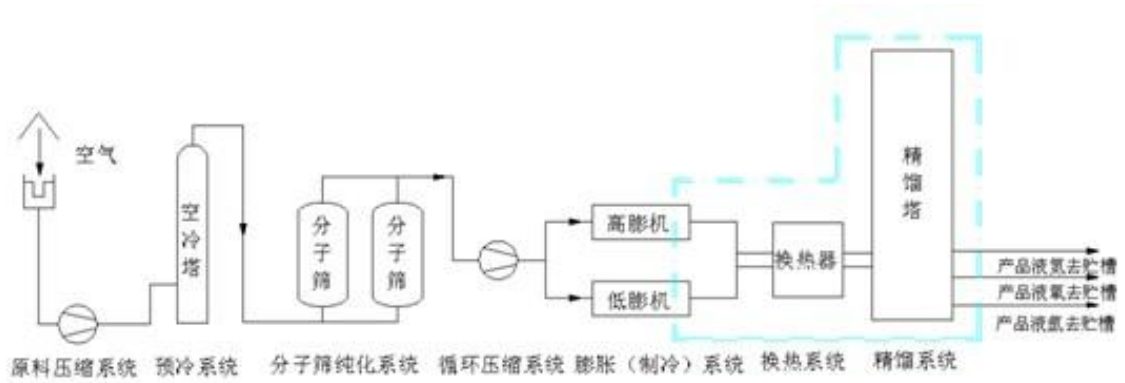 空气
空冷塔
分子筛
分子筛
高膨机
低膨机
换热器
精馏塔
产品液氮去贮槽
产品液氧去贮槽
产品液氩去贮槽
原料压缩系统
预冷系统
分子筛纯化系统
循环压缩系统
膨胀（制冷）系统
换热系统
精馏系统